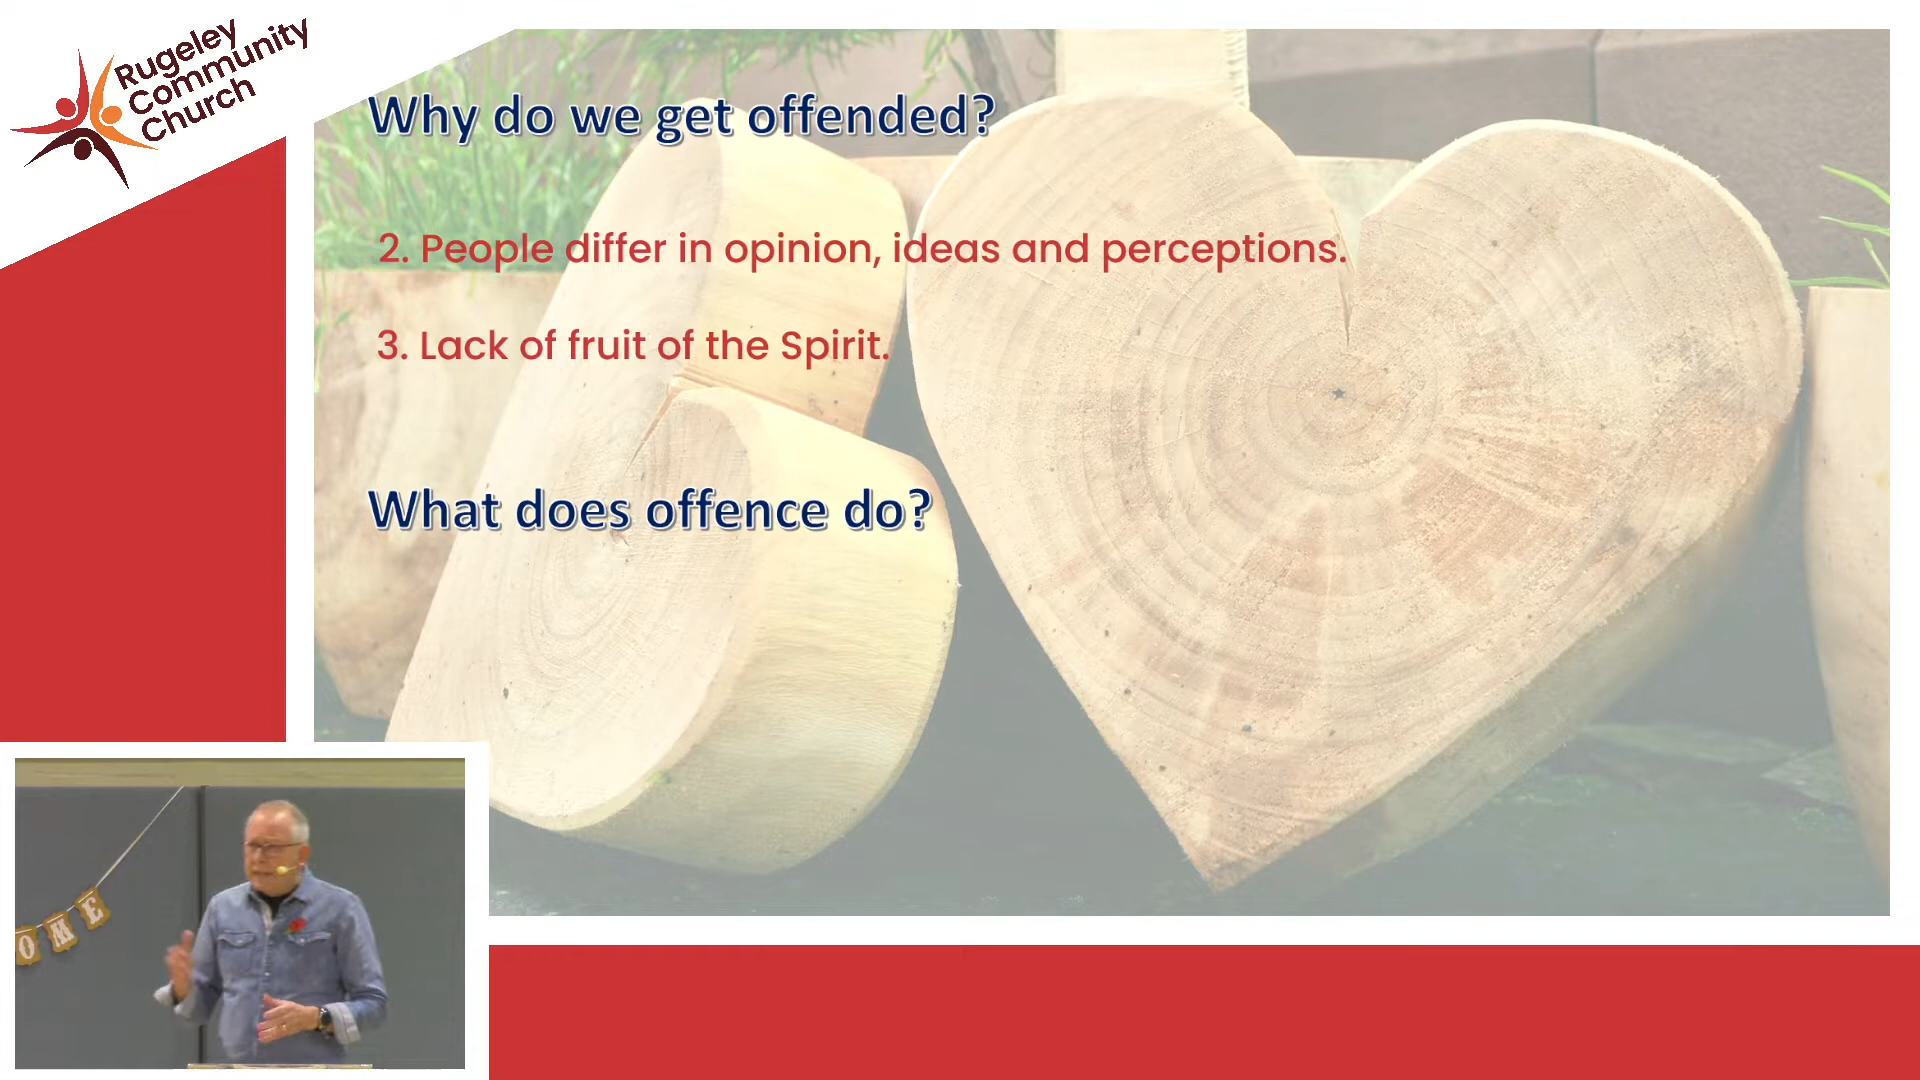 Rugeley
Community
Church
Why do we get offended?
2. People differ in opinion, ideas and perceptions.
3. Lack of fruit of the Spirit.
What does offence do?
OME